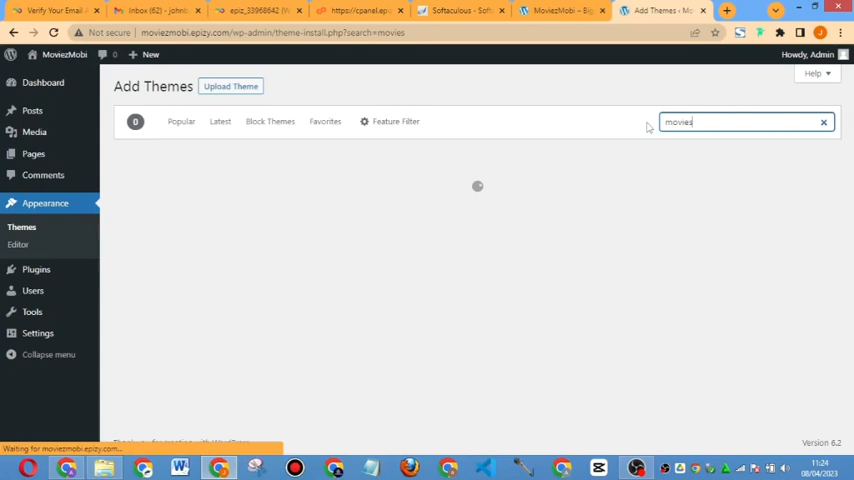 Verify Your Email A
Inbox (62) - johnb
epiz_33968642 (W
https://cpanel.epi
Softaculous - Soft
MoviezMobi – Big
Add Themes ‹ Mo
Not secure | moviezmobi.epizy.com/wp-admin/theme-install.php?search=movies
MoviezMobi 0 New
Howdy, Admin
Dashboard
Posts
Media
Pages
Comments
Appearance
Themes
Editor
Plugins
Users
Tools
Settings
Collapse menu
Help
Add Themes Upload Theme
0 Popular Latest Block Themes Favorites Feature Filter movies
Version 6.2
Waiting for moviezmobi.epizy.com...
11:24
08/04/2023